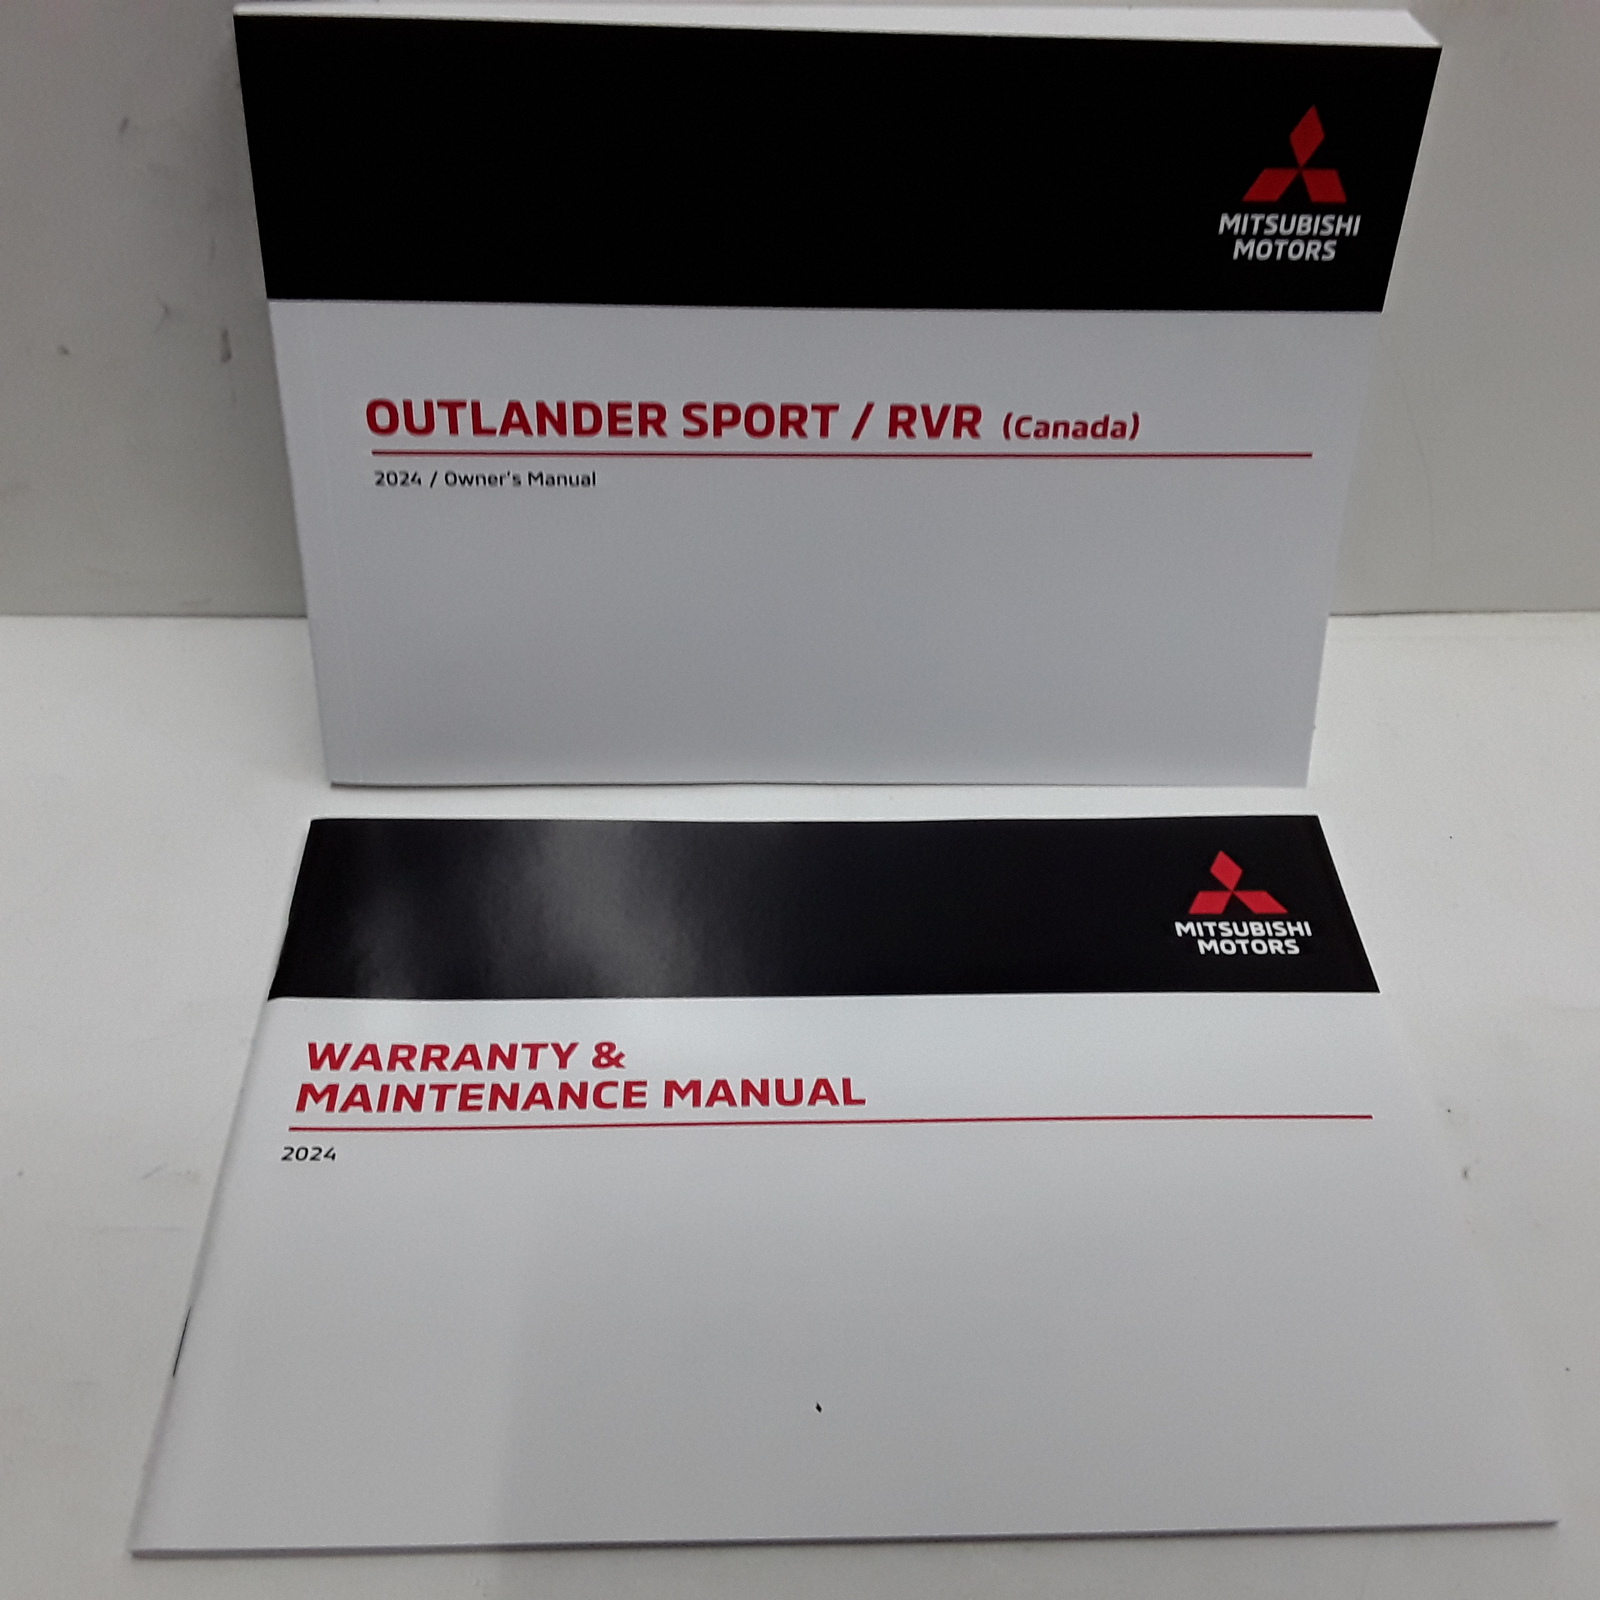 MITSUBISHI
MOTORS
OUTLANDER SPORT / RVR (Canada)
2024 / Owner's Manual
MITSUBISHI
MOTORS
WARRANTY &
MAINTENANCE MANUAL
2024